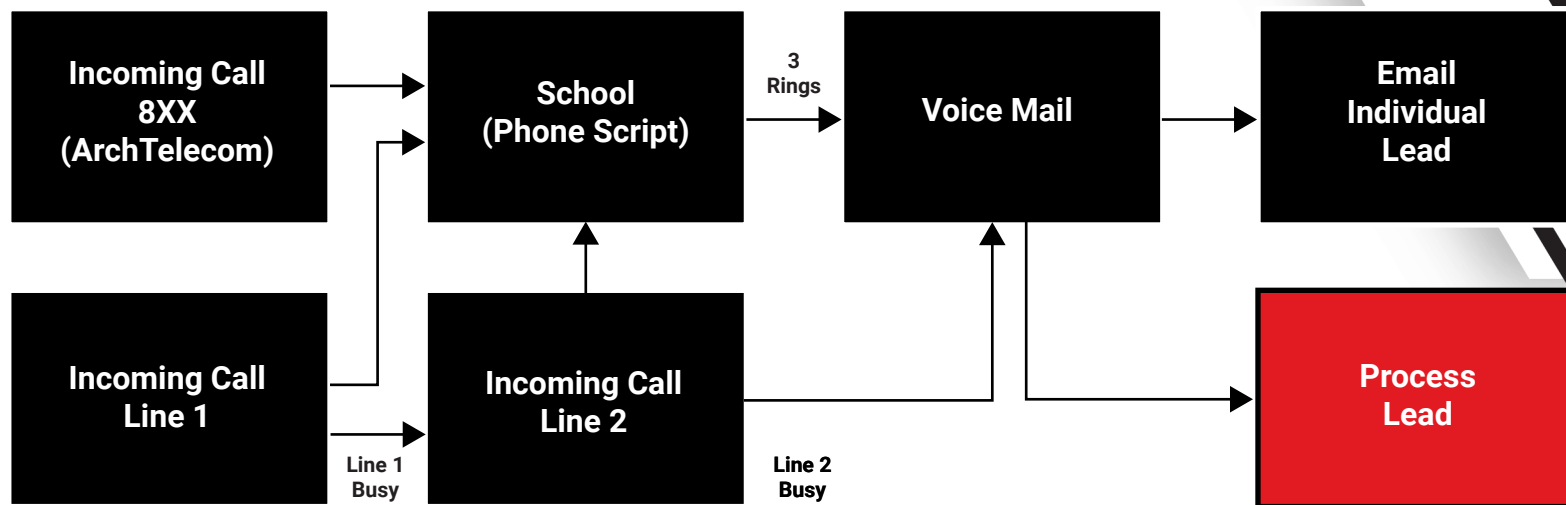 Incoming Call
8XX
(ArchTelecom)
School
(Phone Script)
3
Rings
Voice Mail
Email
Individual
Lead
Incoming Call
Line 1
Line 1
Busy
Incoming Call
Line 2
Line 2
Busy
Process
Lead